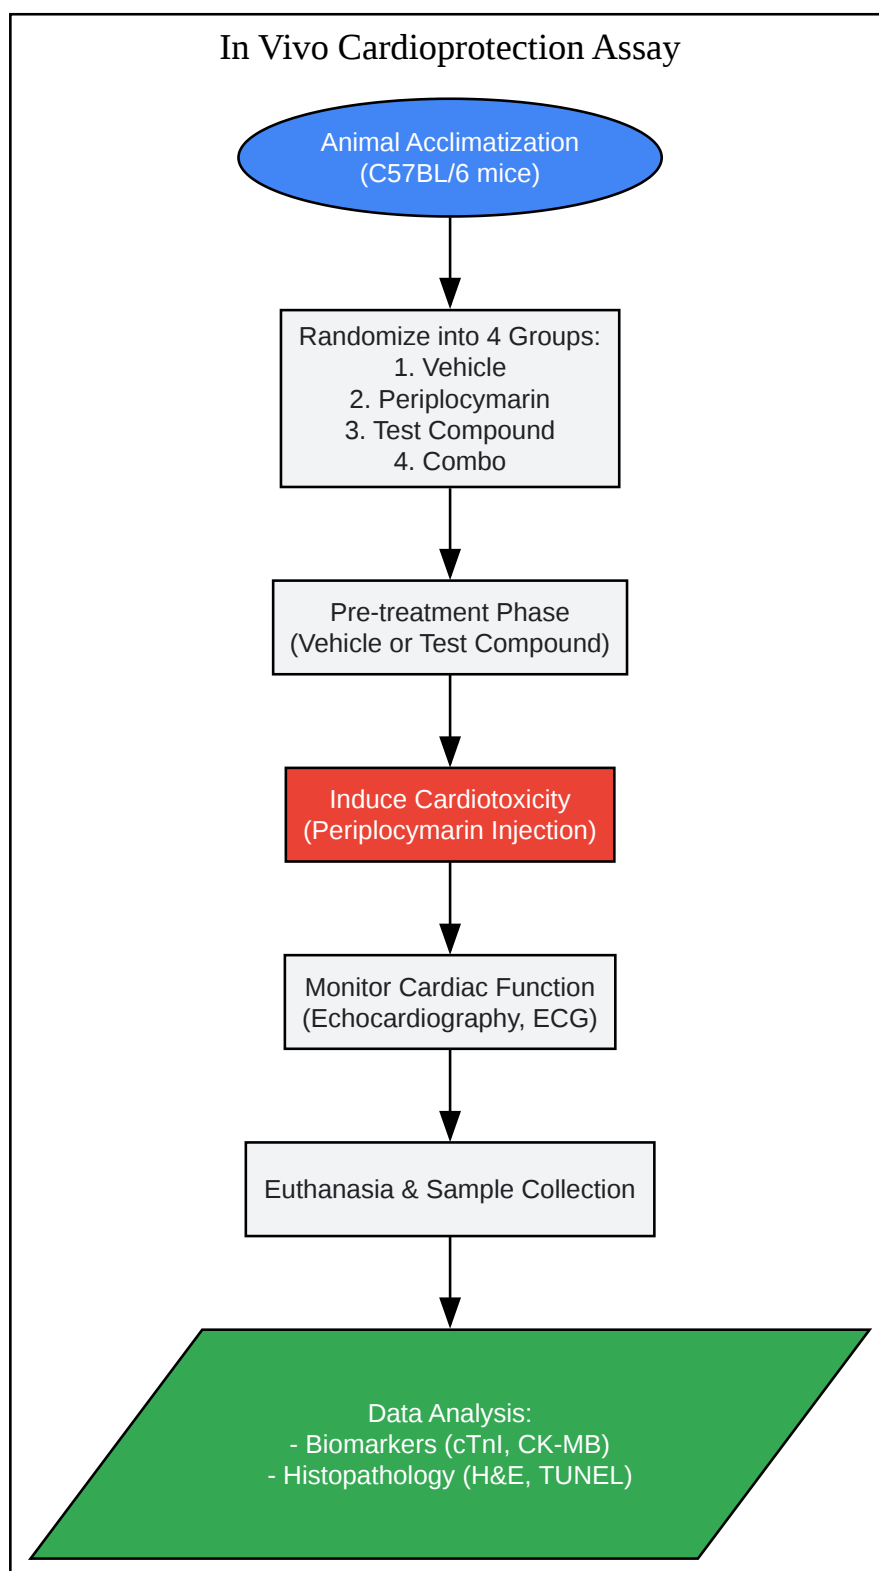 In Vivo Cardioprotection Assay
Animal Acclimatization
(C57BL/6 mice)
Randomize into 4 Groups:
1. Vehicle
2. Periplocymarin
3. Test Compound
4. Combo
Pre-treatment Phase
(Vehicle or Test Compound)
Induce Cardiotoxicity
(Periplocymarin Injection)
Monitor Cardiac Function
(Echocardiography, ECG)
Euthanasia & Sample Collection
Data Analysis:
- Biomarkers (cTnI, CK-MB)
- Histopathology (H&E, TUNEL)